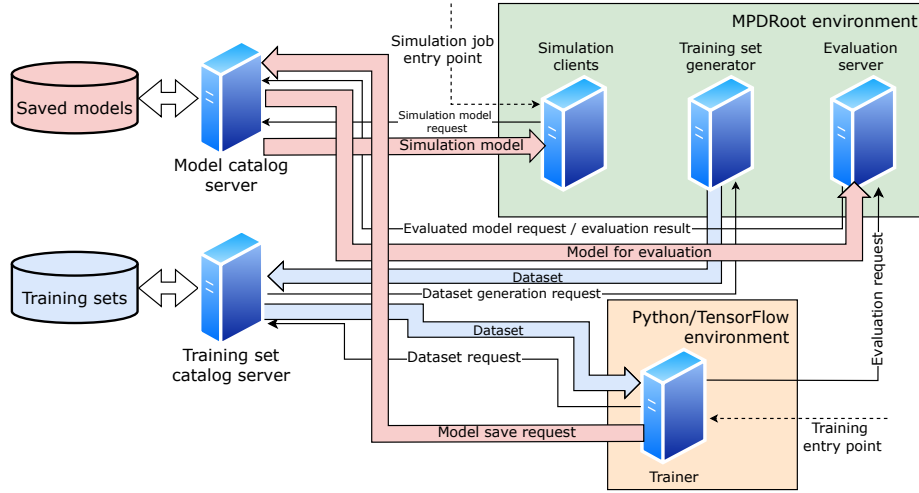 MPDRoot environment
Simulation job
entry point
Simulation
clients
Training set
generator
Evaluation
server
Saved models
Simulation model
request
Simulation model
Model catalog
server
Evaluated model request / evaluation result
Model for evaluation
Evaluation request
Training sets
Dataset
Dataset generation request
Dataset
Dataset request
Training set
catalog server
Python/TensorFlow
environment
Training
entry point
Model save request
Trainer